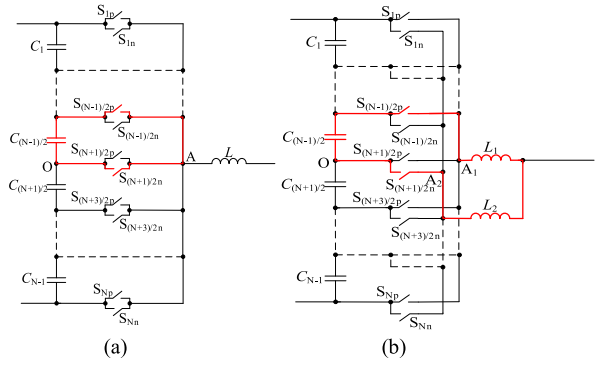 S1p
S1n
C1
S(N-1)/2p
S(N-1)/2n
C(N-1)/2
S(N+1)/2p
O
A
L
S(N+1)/2n
C(N+1)/2
S(N+3)/2p
S(N+3)/2n
CN-1
SNp
SNn
(a)
S1p
S1n
C1
S(N-1)/2p
S(N-1)/2n
C(N-1)/2
L1
S(N+1)/2p
O
A1
A2
S(N+1)/2n
C(N+1)/2
L2
S(N+3)/2p
S(N+3)/2n
CN-1
SNp
SNn
(b)